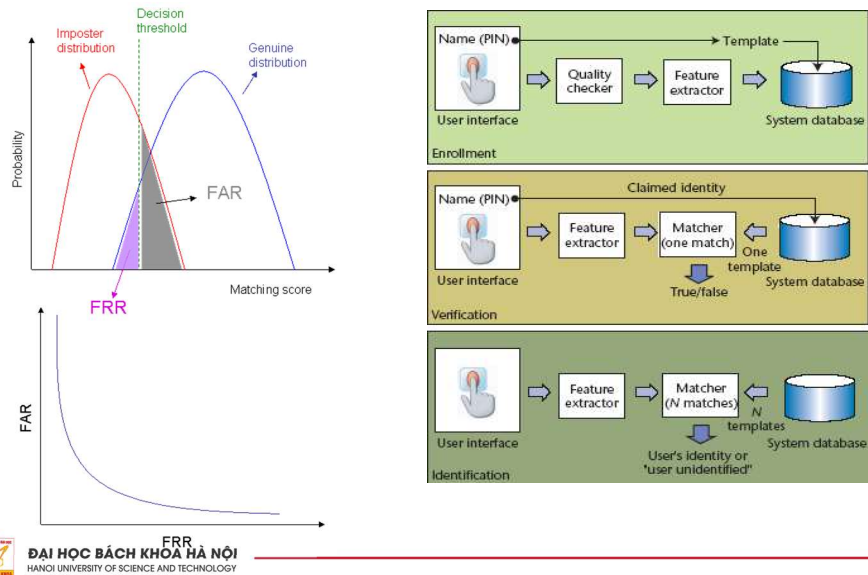 Decision
threshold
Imposter
distribution
Genuine
distribution
Probability
FAR
Matching score
FRR
FAR
FRR
Name (PIN)
Template
Quality
checker
Feature
extractor
User interface
System database
Enrollment
Name (PIN)
Claimed identity
Feature
extractor
Matcher
(one match)
One
template
User interface
System database
True/false
Verification
Feature
extractor
Matcher
(N matches)
N
templates
User interface
System database
User's identity or
"user unidentified"
Identification
ĐẠI HỌC BÁCH KHOA HÀ NỘI
HANOI UNIVERSITY OF SCIENCE AND TECHNOLOGY